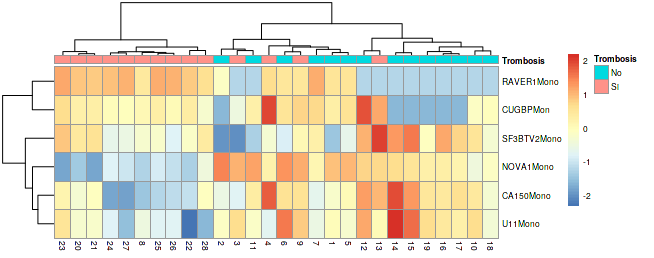 Trombosis
RAVER1Mono
CUGBPMon
SF3BTV2Mono
NOVA1Mono
CA150Mono
U11Mono
23 20 21 24 27 8 25 26 22 28 2 3 11 4 6 9 7 1 5 12 13 14 15 19 16 17 10 18
2
1
0
-1
-2
Trombosis
No
SI